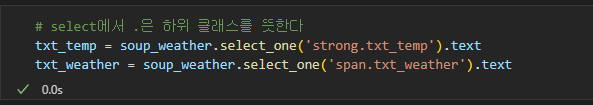 # select에서 .은 하위 클래스를 뜻한다
txt_temp = soup_weather.select_one('strong.txt_temp').text
txt_weather = soup_weather.select_one('span.txt_weather').text
0.0s